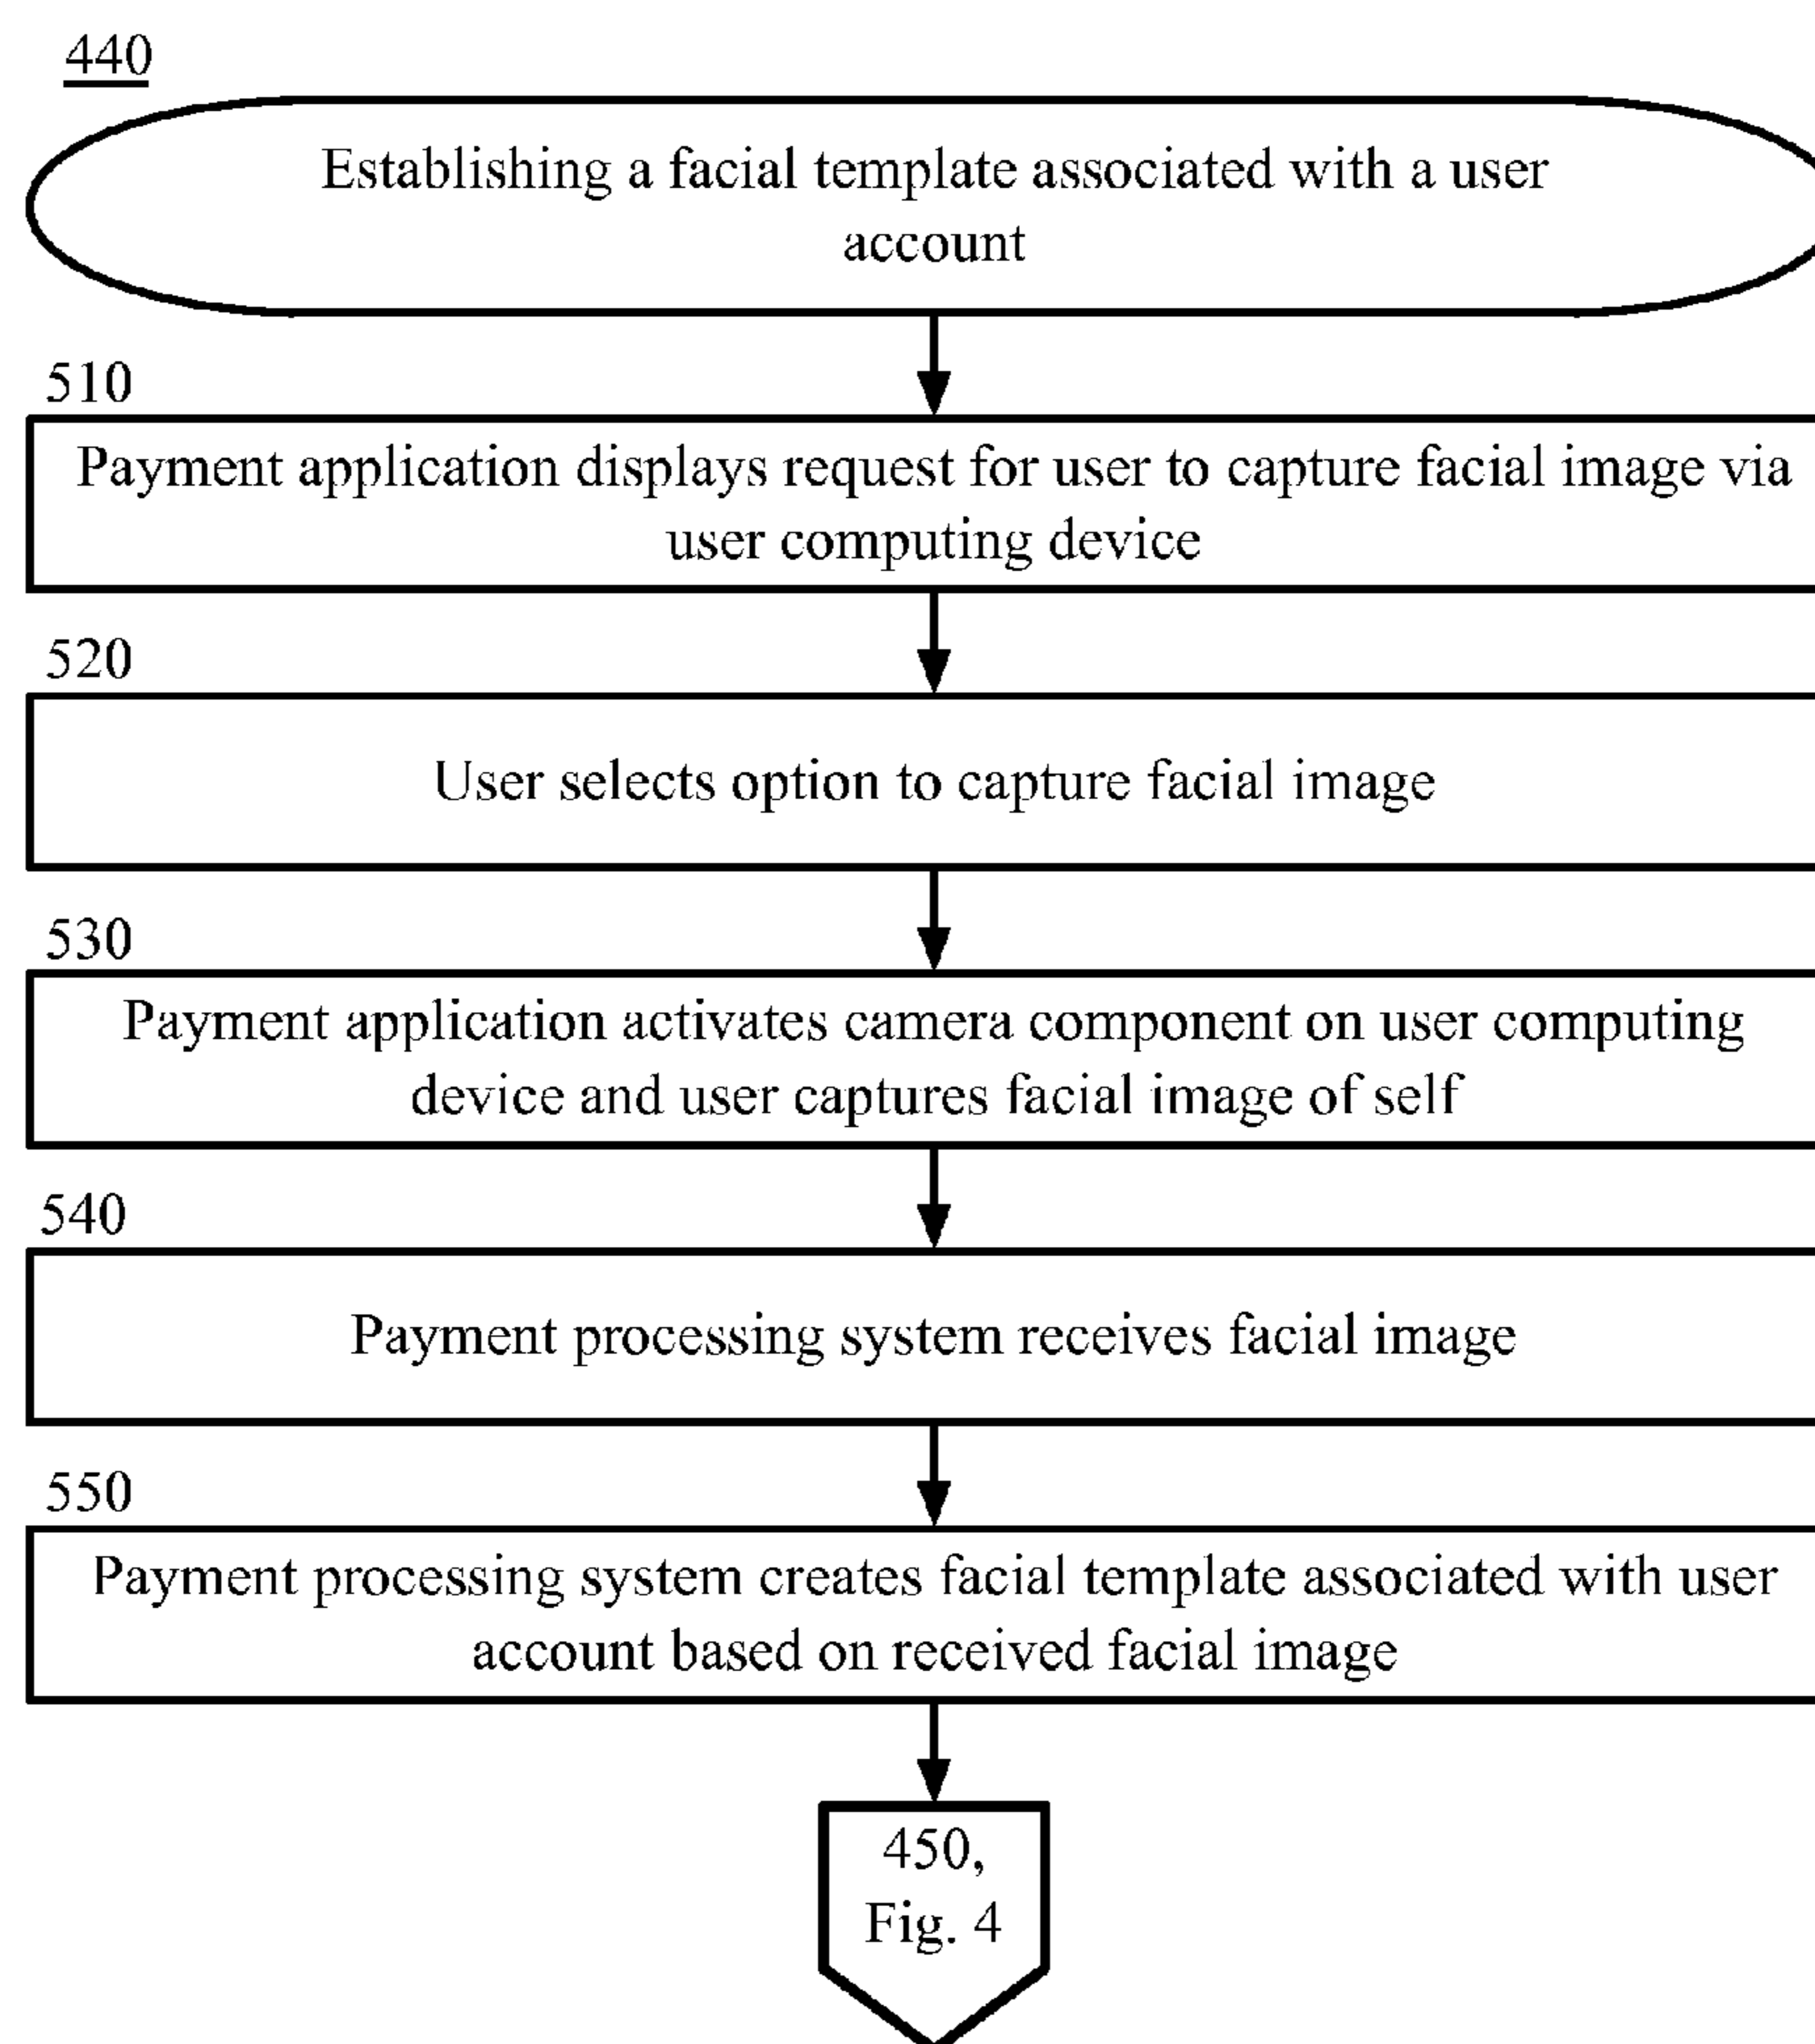 440
Establishing a facial template associated with a user
account
510
Payment application displays request for user to capture facial image via
user computing device
520
User selects option to capture facial image
530
Payment application activates camera component on user computing
device and user captures facial image of self
540
Payment processing system receives facial image
550
Payment processing system creates facial template associated with user
account based on received facial image
450,
Fig. 4